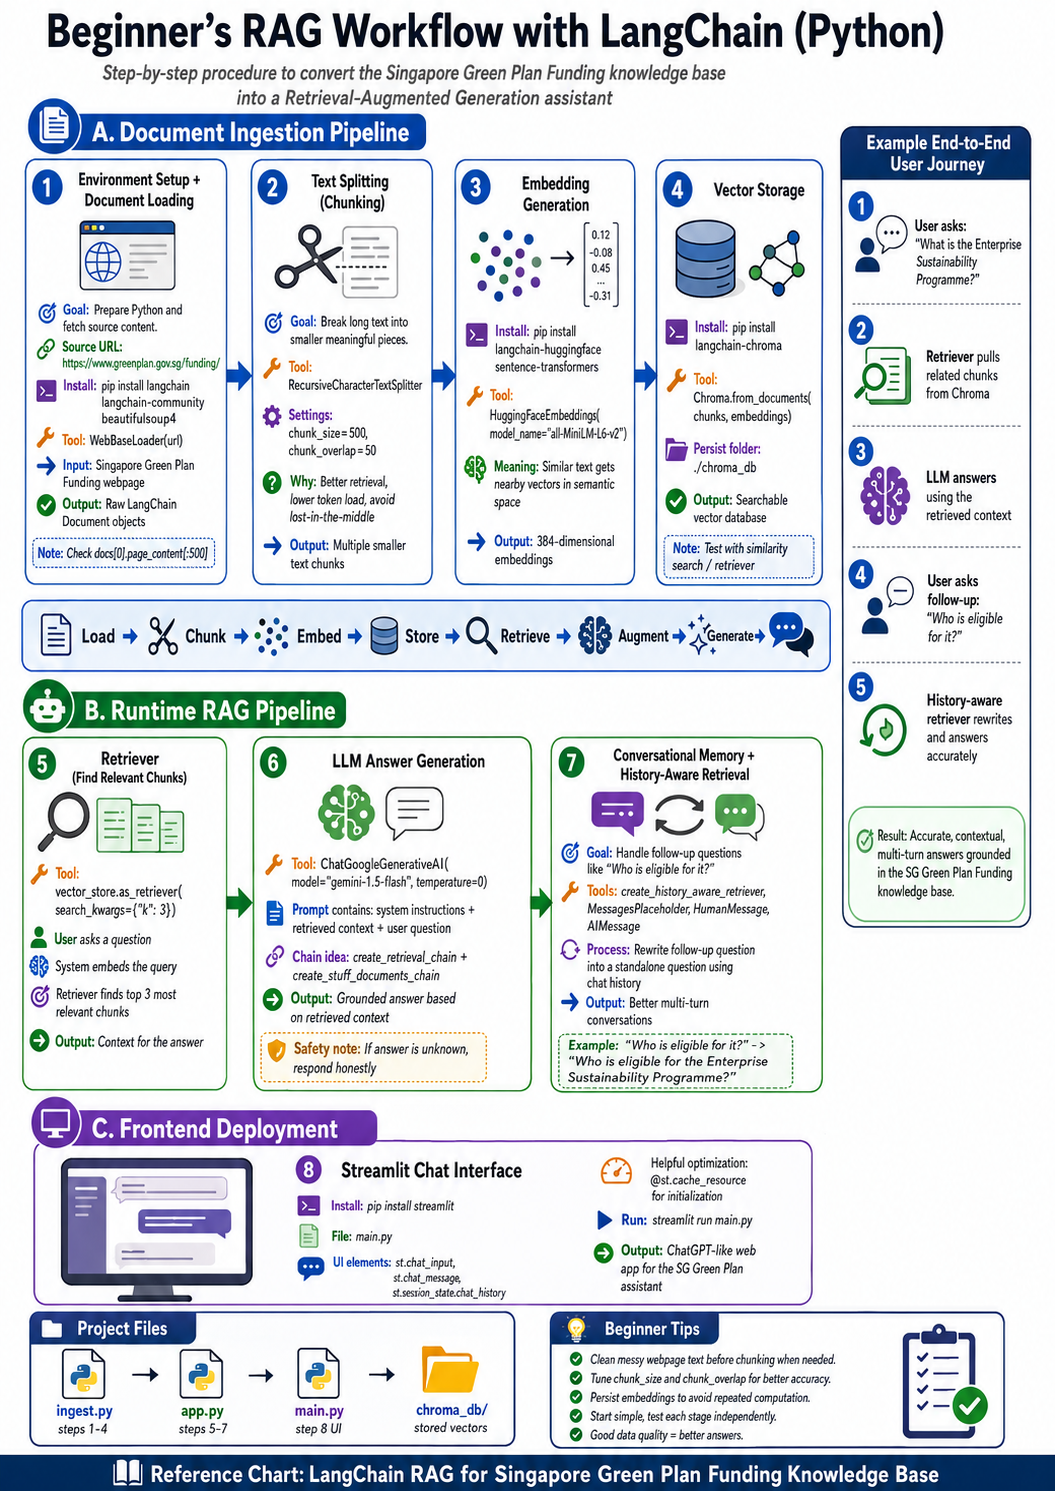 Beginner's RAG Workflow with LangChain (Python)
Step-by-step procedure to convert the Singapore Green Plan Funding knowledge base
into a Retrieval-Augmented Generation assistant
A. Document Ingestion Pipeline
1
Environment Setup +
Document Loading
Goal: Prepare Python and
fetch source content.
Source URL:
https://www.greenplan.gov.sg/funding/
Install: pip install langchain
langchain-community
beautifulsoup4
Tool: WebBaseLoader(url)
Input: Singapore Green Plan
Funding webpage
Output: Raw LangChain
Document objects
Note: Check docs[0].page_content[:500]
2
Text Splitting
(Chunking)
Goal: Break long text into
smaller meaningful pieces.
Tool:
RecursiveCharacterTextSplitter
Settings:
chunk_size=500,
chunk_overlap=50
Why: Better retrieval,
lower token load, avoid
lost-in-the-middle
Output: Multiple smaller
text chunks
3
Embedding
Generation
0.12
-0.08
0.45
...
-0.31
Install: pip install
langchain-huggingface
sentence-transformers
Tool:
HuggingFaceEmbeddings(
model_name="all-MiniLM-L6-v2")
Meaning: Similar text gets
nearby vectors in semantic
space
Output: 384-dimensional
embeddings
4
Vector Storage
Install: pip install
langchain-chroma
Tool:
Chroma.from_documents(
chunks, embeddings)
Persist folder:
./chroma_db
Output: Searchable
vector database
Note: Test with similarity
search / retriever
Load
Chunk
Embed
Store
Retrieve
Augment
Generate
B. Runtime RAG Pipeline
5
Retriever
(Find Relevant Chunks)
Tool:
vector_store.as_retriever(
search_kwargs={"k": 3})
User asks a question
System embeds the query
Retriever finds top 3 most
relevant chunks
Output: Context for the answer
6
LLM Answer Generation
Tool: ChatGoogleGenerativeAI(
model="gemini-1.5-flash", temperature=0)
Prompt contains: system instructions +
retrieved context + user question
Chain idea: create_retrieval_chain +
create_stuff_documents_chain
Output: Grounded answer based
on retrieved context
Safety note: If answer is unknown,
respond honestly
7
Conversational Memory +
History-Aware Retrieval
Goal: Handle follow-up questions
like "Who is eligible for it?"
Tools: create_history_aware_retriever,
MessagesPlaceholder, HumanMessage,
AIMessage
Process: Rewrite follow-up question
into a standalone question using
chat history
Output: Better multi-turn
conversations
Example: "Who is eligible for it?" ->
"Who is eligible for the Enterprise
Sustainability Programme?"
Example End-to-End
User Journey
1
User asks:
"What is the Enterprise
Sustainability
Programme?"
2
Retriever pulls
related chunks
from Chroma
3
LLM answers
using the
retrieved context
4
User asks
follow-up:
"Who is eligible
for it?"
5
History-aware
retriever rewrites
and answers
accurately
Result: Accurate, contextual,
multi-turn answers grounded
in the SG Green Plan Funding
knowledge base.
C. Frontend Deployment
8
Streamlit Chat Interface
Install: pip install streamlit
File: main.py
UI elements: st.chat_input,
st.chat_message,
st.session_state.chat_history
Helpful optimization:
@st.cache_resource
for initialization
Run: streamlit run main.py
Output: ChatGPT-like web
app for the SG Green Plan
assistant
Project Files
ingest.py
steps 1-4
app.py
steps 5-7
main.py
step 8 UI
chroma_db/
stored vectors
Beginner Tips
Clean messy webpage text before chunking when needed.
Tune chunk_size and chunk_overlap for better accuracy.
Persist embeddings to avoid repeated computation.
Start simple, test each stage independently.
Good data quality = better answers.
Reference Chart: LangChain RAG for Singapore Green Plan Funding Knowledge Base